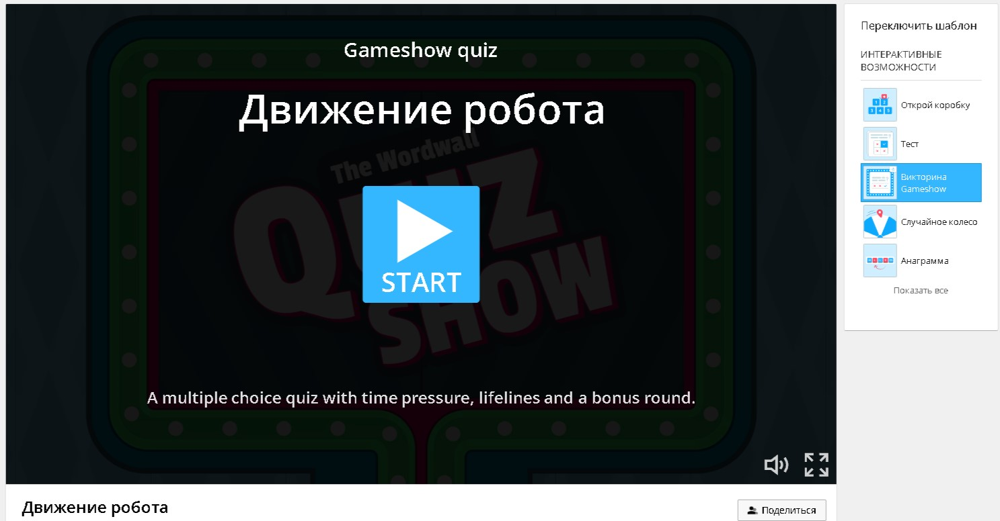 Gameshow quiz
Движение робота
The Wordwall
QUIZ
SHOW
START
A multiple choice quiz with time pressure, lifelines and a bonus round.
Движение робота
Поделиться
Переключить шаблон
ИНТЕРАКТИВНЫЕ
ВОЗМОЖНОСТИ
Открой коробку
Тест
Викторина
Gameshow
Случайное колесо
Анаграмма
Показать все